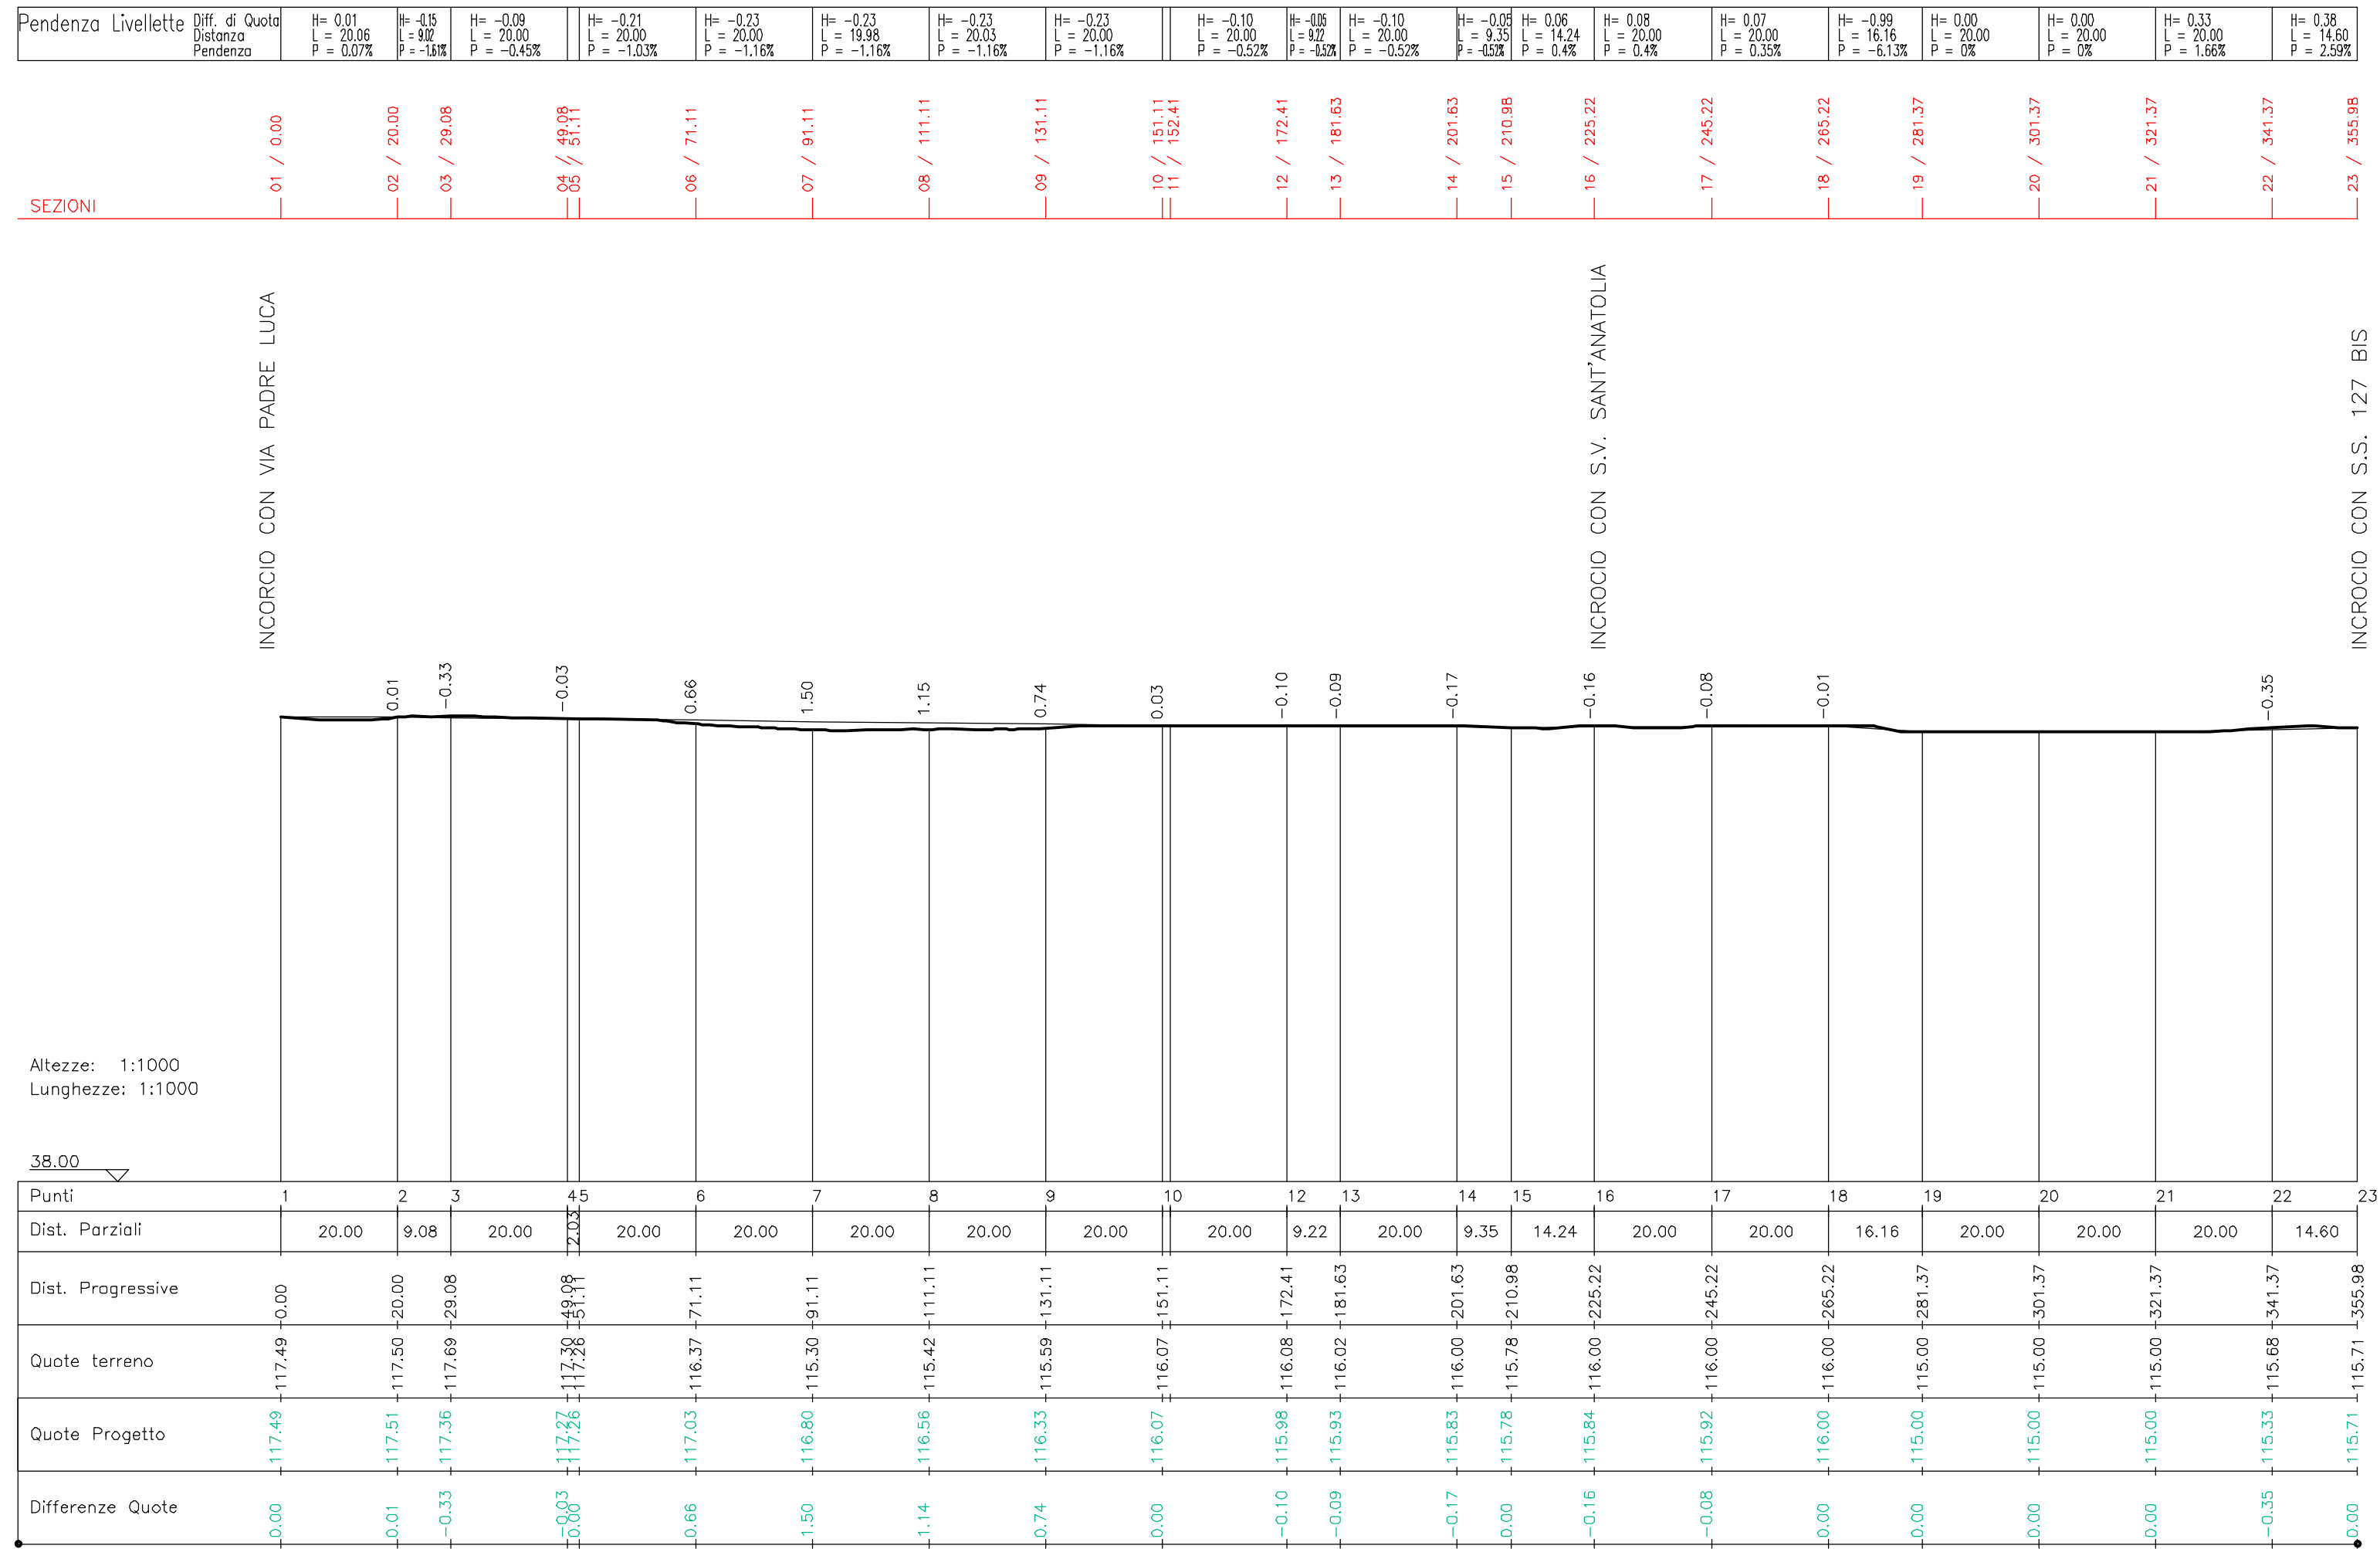 Pendenza Livellette
Diff. di Quota H= 0.01 H= -0.15 H= -0.09 H= -0.21 H= -0.23 H= -0.23 H= -0.23 H= -0.23 H= -0.10 H= -0.05 H= -0.10 H= -0.05 H= 0.06 H= 0.08 H= 0.07 H= -0.99 H= 0.00 H= 0.00 H= 0.33 H= 0.38
Distanza L = 20.06 L = 9.02 L = 20.00 L = 20.00 L = 20.00 L = 19.98 L = 20.03 L = 20.00 L = 20.00 L = 9.22 L = 20.00 L = 9.35 L = 14.24 L = 20.00 L = 20.00 L = 16.16 L = 20.00 L = 20.00 L = 20.00 L = 14.60
Pendenza P = 0.07% P = -1.61% P = -0.45% P = -1.03% P = -1.16% P = -1.16% P = -1.16% P = -1.16% P = -0.52% P = -0.52% P = -0.52% P = -0.52% P = 0.4% P = 0.4% P = 0.35% P = -6.13% P = 0% P = 0% P = 1.66% P = 2.59%
SEZIONI
01 / 0.00
02 / 20.00
03 / 29.08
04 / 49.08
05 / 51.11
06 / 71.11
07 / 91.11
08 / 111.11
09 / 131.11
10 / 151.11
11 / 152.41
12 / 172.41
13 / 181.63
14 / 201.63
15 / 210.98
16 / 225.22
17 / 245.22
18 / 265.22
19 / 281.37
20 / 301.37
21 / 321.37
22 / 341.37
23 / 355.98
INCORCIO CON VIA PADRE LUCA
INCROCIO CON S.V. SANT'ANATOLIA
INCROCIO CON S.S. 127 BIS
0.01
-0.33
-0.03
0.66
1.50
1.15
0.74
0.03
-0.10
-0.09
-0.17
-0.16
-0.08
-0.01
-0.35
Altezze: 1:1000
Lunghezze: 1:1000
38.00
Punti 1 2 3 4 5 6 7 8 9 10 12 13 14 15 16 17 18 19 20 21 22 23
Dist. Parziali 20.00 9.08 20.00 2.03 20.00 20.00 20.00 20.00 20.00 20.00 9.22 20.00 9.35 14.24 20.00 20.00 16.16 20.00 20.00 20.00 14.60
Dist. Progressive 0.00 20.00 29.08 49.08 51.11 71.11 91.11 111.11 131.11 151.11 172.41 181.63 201.63 210.98 225.22 245.22 265.22 281.37 301.37 321.37 341.37 355.98
Quote terreno 117.49 117.50 117.69 117.30 117.26 116.37 115.30 115.42 115.59 116.07 116.08 116.02 116.00 115.78 116.00 116.00 116.00 115.00 115.00 115.00 115.68 115.71
Quote Progetto 117.49 117.51 117.36 117.27 117.26 117.03 116.80 116.56 116.33 116.07 115.98 115.93 115.83 115.78 115.84 115.92 116.00 115.00 115.00 115.00 115.33 115.71
Differenze Quote 0.00 0.01 -0.33 -0.03 0.00 0.66 1.50 1.14 0.74 0.00 -0.10 -0.09 -0.17 0.00 -0.16 -0.08 0.00 0.00 0.00 0.00 -0.35 0.00